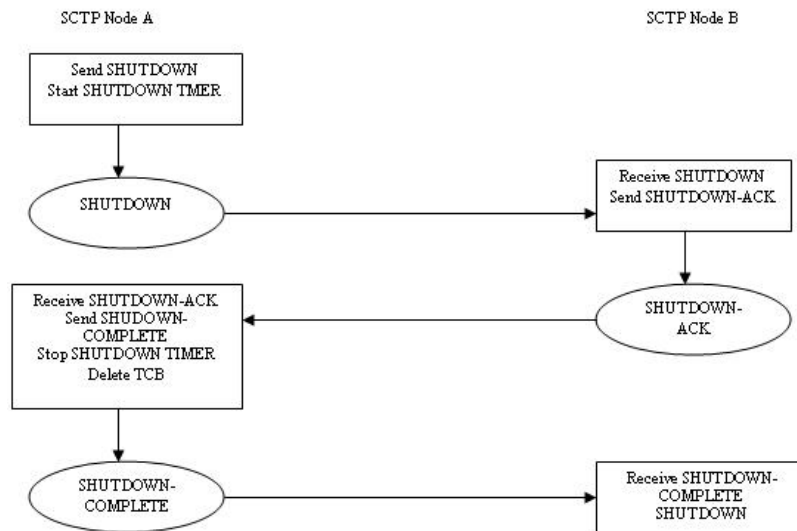 SCTP Node A
SCTP Node B
Send SHUTDOWN
Start SHUTDOWN TMER
SHUTDOWN
Receive SHUTDOWN
Send SHUTDOWN-ACK
Receive SHUTDOWN-ACK
Send SHUDOWN-
COMPLETE
Stop SHUTDOWN TIMER
Delete TCB
SHUTDOWN-
ACK
SHUTDOWN-
COMPLETE
Receive SHUTDOWN-
COMPLETE
SHUTDOWN